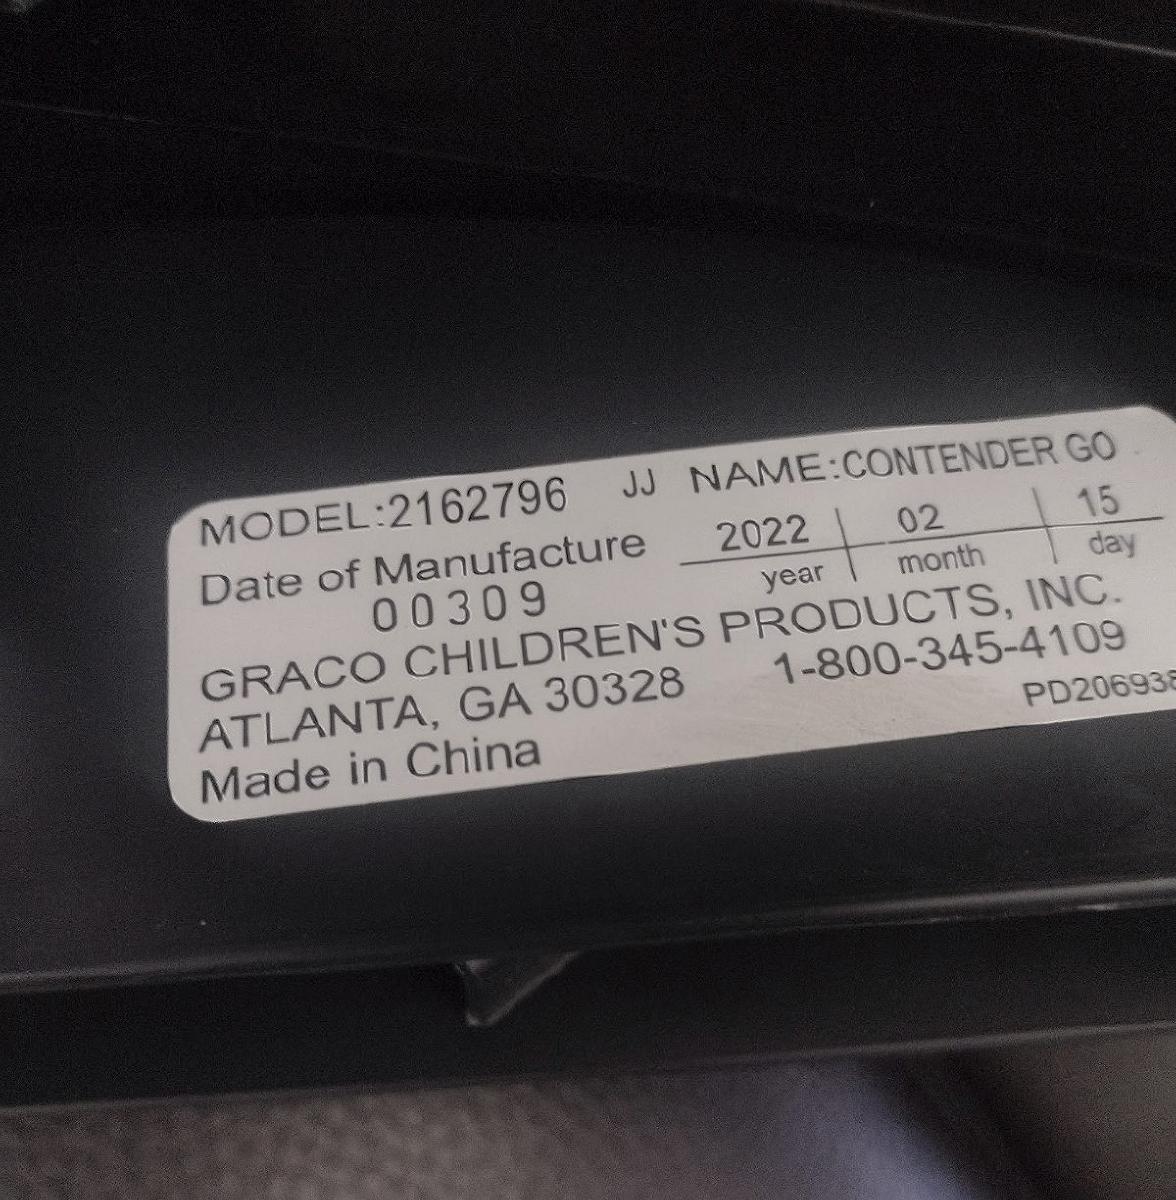 MODEL:2162796 JJ NAME:CONTENDER GO
Date of Manufacture 2022 02 15
year month day
00309
GRACO CHILDREN'S PRODUCTS, INC.
ATLANTA, GA 30328 1-800-345-4109
PD206938
Made in China